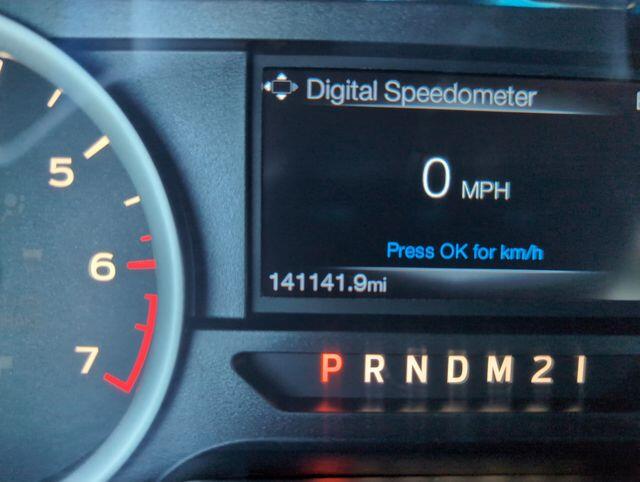 Digital Speedometer
5
0 MPH
Press OK for km/h
6
141141.9mi
7
P R N D M 2 1